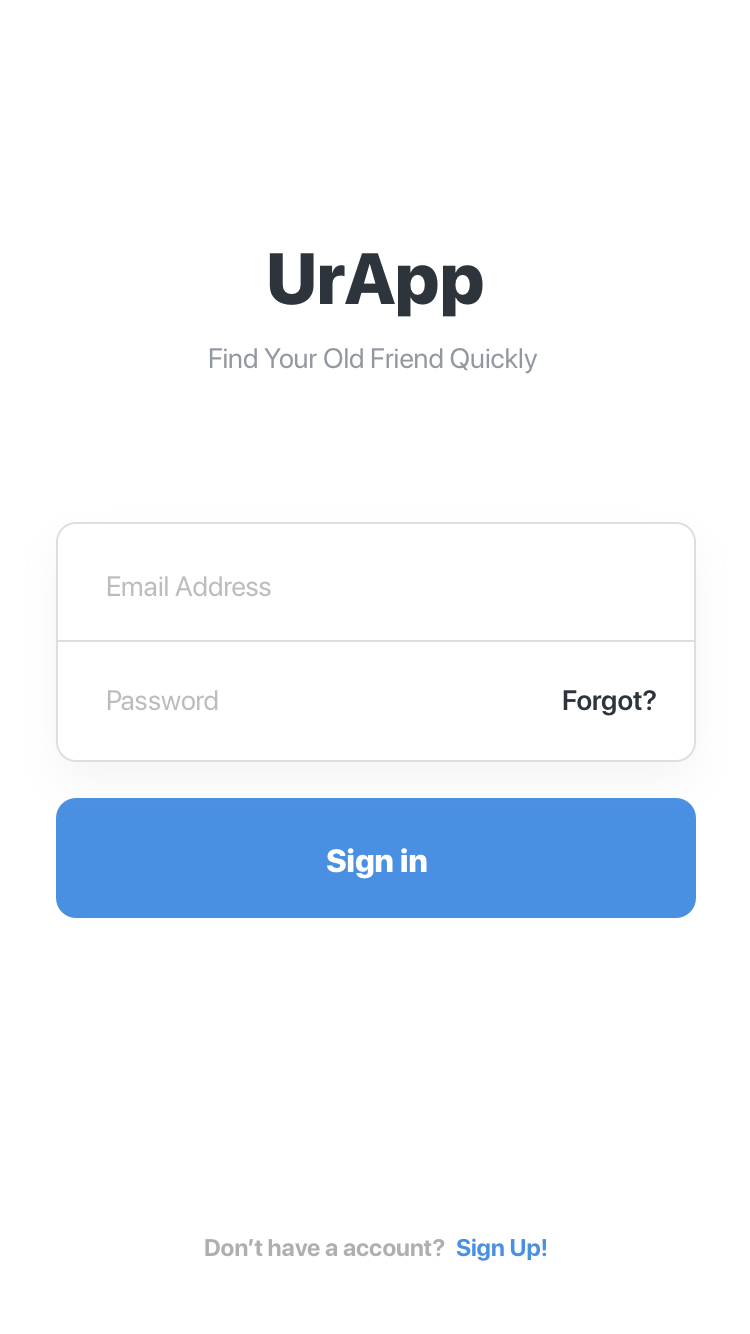 UrApp
Find Your Old Friend Quickly
Email Address
Password Forgot?
Sign in
Don’t have a account? Sign Up!